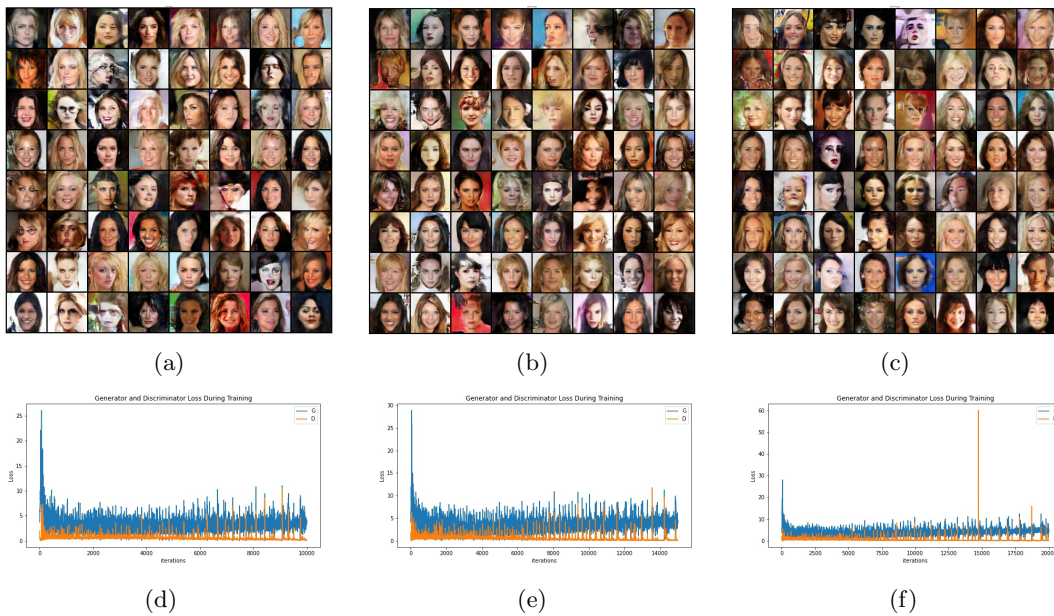 (a)
(b)
(c)
Generator and Discriminator Loss During Training
G
D
Loss
25
20
15
10
5
0
0
2000
4000
6000
8000
10000
iterations
Generator and Discriminator Loss During Training
G
D
Loss
30
25
20
15
10
5
0
0
2000
4000
6000
8000
10000
12000
14000
iterations
Generator and Discriminator Loss During Training
Loss
60
50
40
30
20
10
0
0
2500
5000
7500
10000
12500
15000
17500
2000
iterations
(d)
(e)
(f)